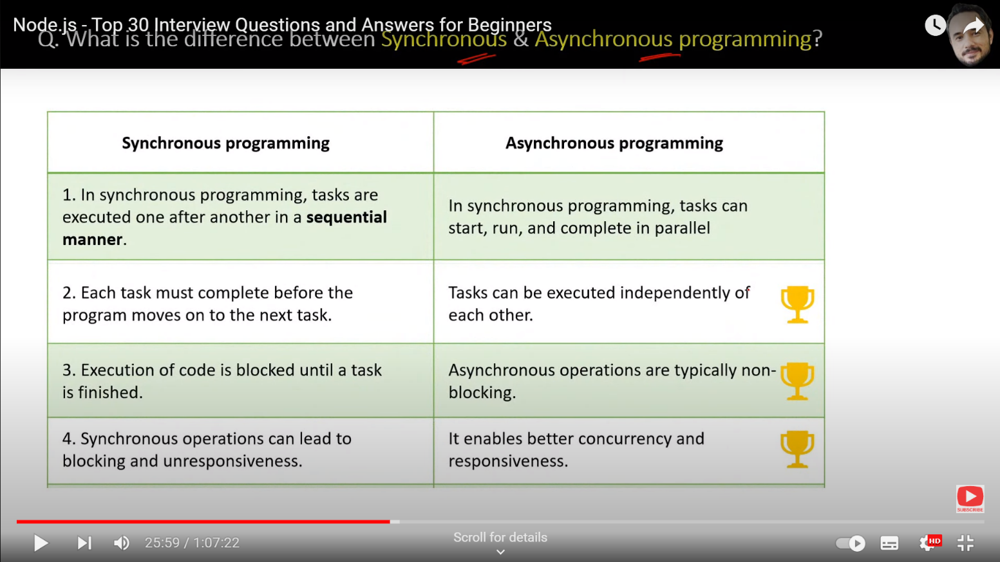 Node.js - Top 30 Interview Questions and Answers for Beginners
Q. What is the difference between Synchronous & Asynchronous programming?
Synchronous programming
Asynchronous programming
1. In synchronous programming, tasks are
executed one after another in a sequential
manner.
In synchronous programming, tasks can
start, run, and complete in parallel
2. Each task must complete before the
program moves on to the next task.
Tasks can be executed independently of
each other.
3. Execution of code is blocked until a task
is finished.
Asynchronous operations are typically non-
blocking.
4. Synchronous operations can lead to
blocking and unresponsiveness.
It enables better concurrency and
responsiveness.
SUBSCRIBE
25:59 / 1:07:22
Scroll for details
HD